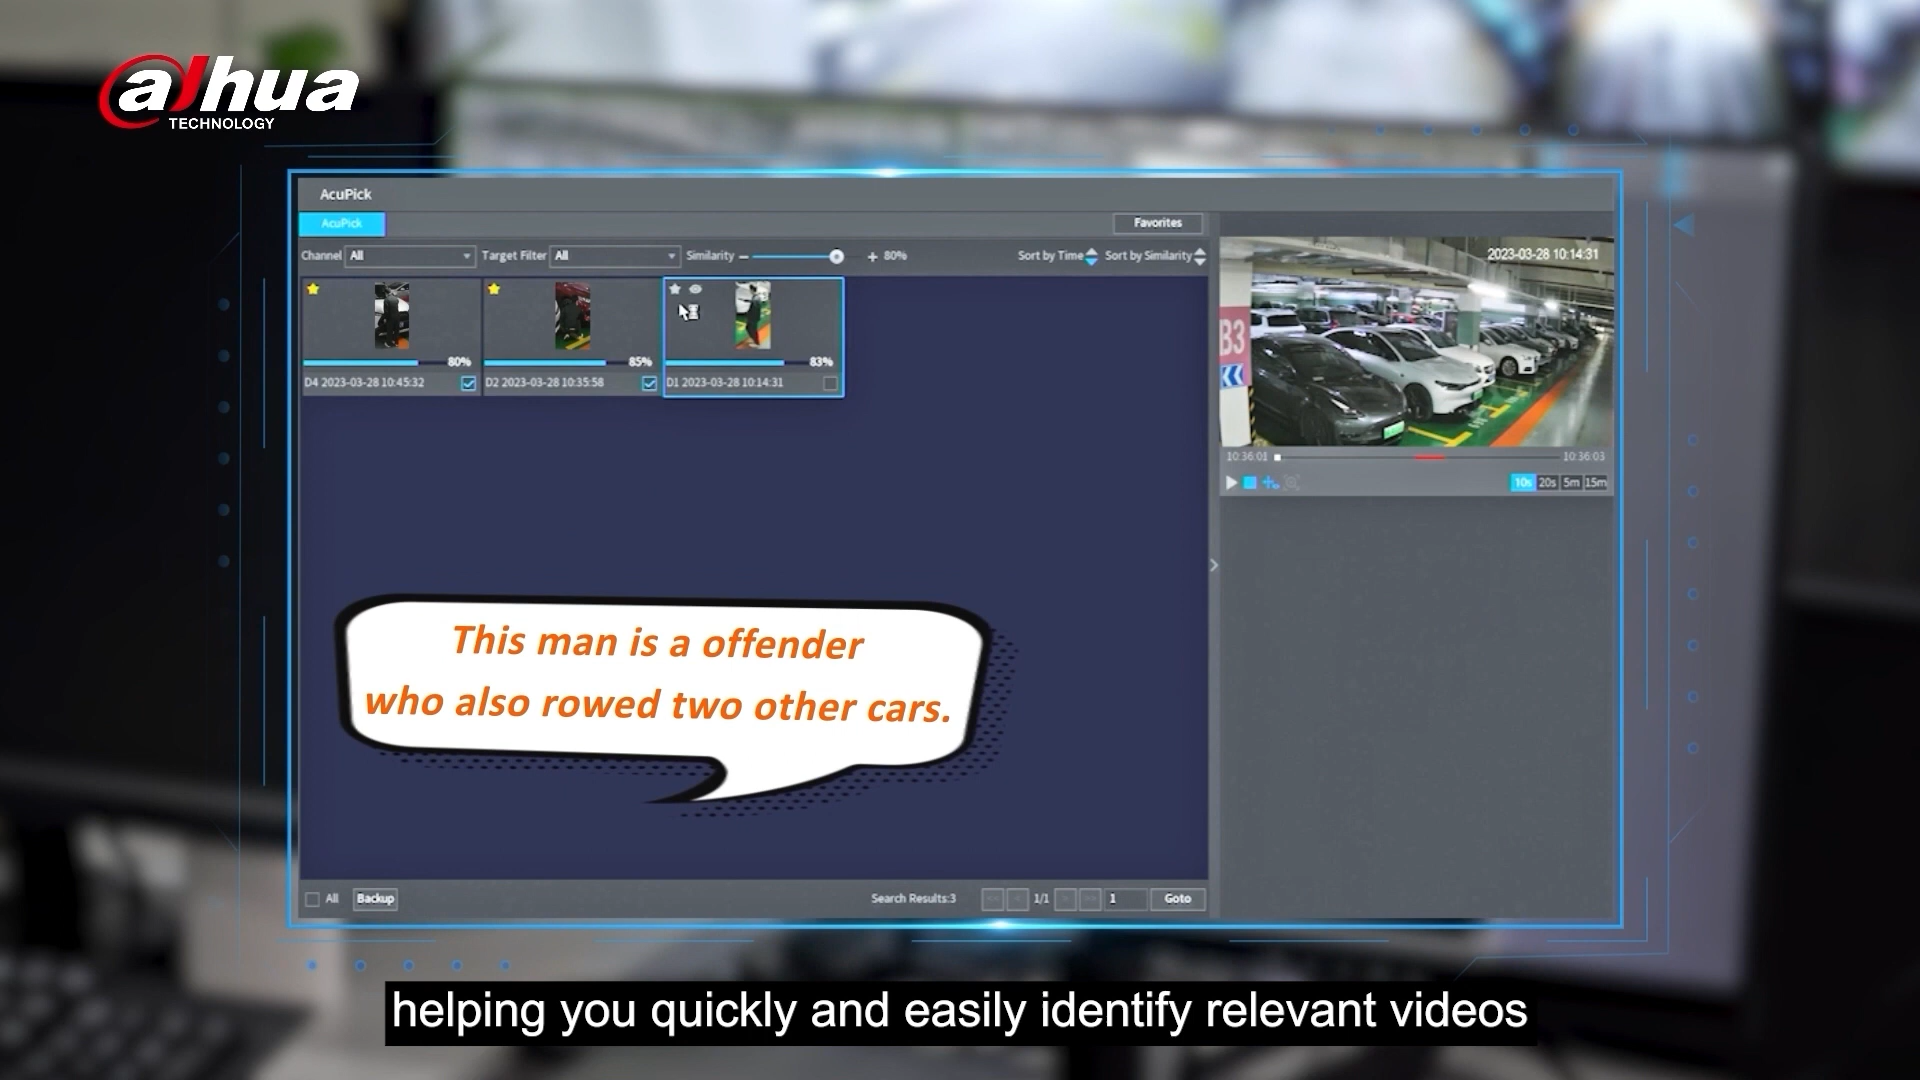 alhua
TECHNOLOGY
AcuPick
AcuPick
Favorites
Channel All
Target Filter All
Similarity
80%
Sort by Time
Sort by Similarity
2023-03-28 10:14:31
80%
D4 2023-03-28 10:45:32
85%
D2 2023-03-28 10:35:58
83%
D1 2023-03-28 10:14:31
B3
10:36:01
10:36:03
10s 20s 5m 15m
This man is a offender
who also rowed two other cars.
All
Backup
Search Results:3
1/1
1
Goto
helping you quickly and easily identify relevant videos